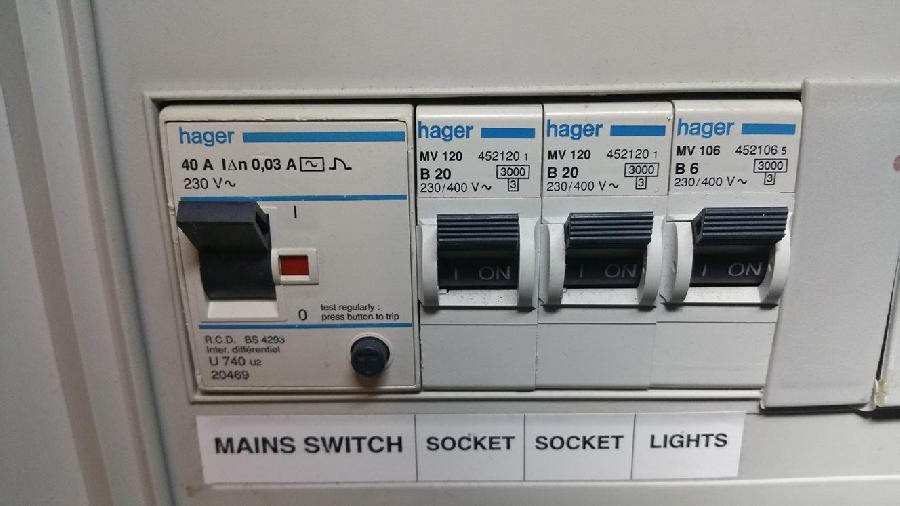 hager
40 A I∆n 0,03 A
230 V~
I
O
test regularly :
press button to trip
R.C.D. BS 4293
Inter. différentiel
U 740 U2
20469
hager
MV 120 452120 1
B 20 3000
230/400 V~ 3
I ON
hager
MV 120 452120 1
B 20 3000
230/400 V~ 3
I ON
hager
MV 106 452106 5
B 6 3000
230/400 V~ 3
I ON
MAINS SWITCH
SOCKET
SOCKET
LIGHTS